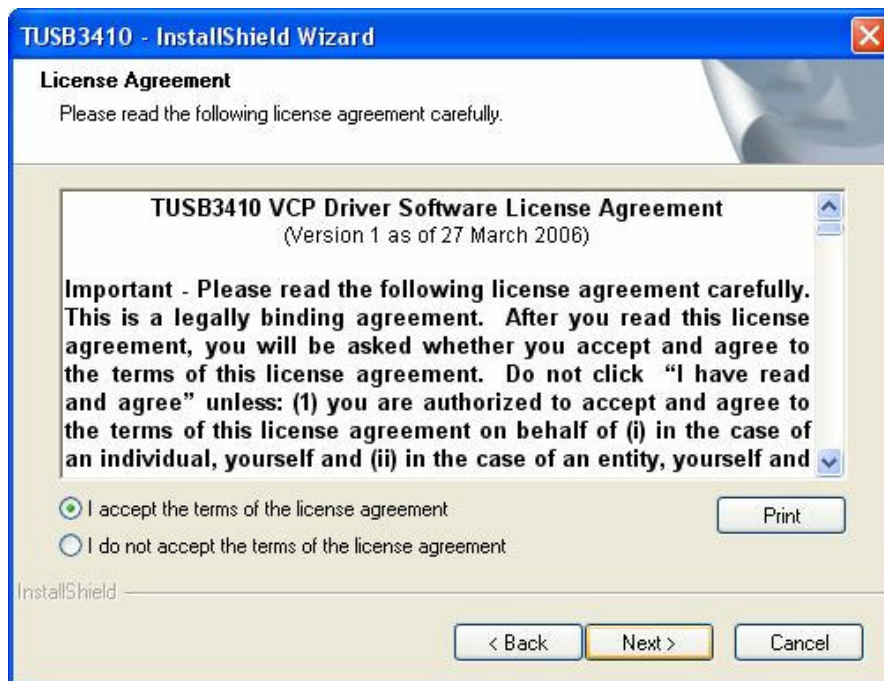 TUSB3410 - InstallShield Wizard
License Agreement
Please read the following license agreement carefully.
TUSB3410 VCP Driver Software License Agreement
(Version 1 as of 27 March 2006)
Important - Please read the following license agreement carefully.
This is a legally binding agreement. After you read this license
agreement, you will be asked whether you accept and agree to
the terms of this license agreement. Do not click “I have read
and agree” unless: (1) you are authorized to accept and agree to
the terms of this license agreement on behalf of (i) in the case of
an individual, yourself and (ii) in the case of an entity, yourself and
I accept the terms of the license agreement
Print
I do not accept the terms of the license agreement
InstallShield
< Back
Next >
Cancel